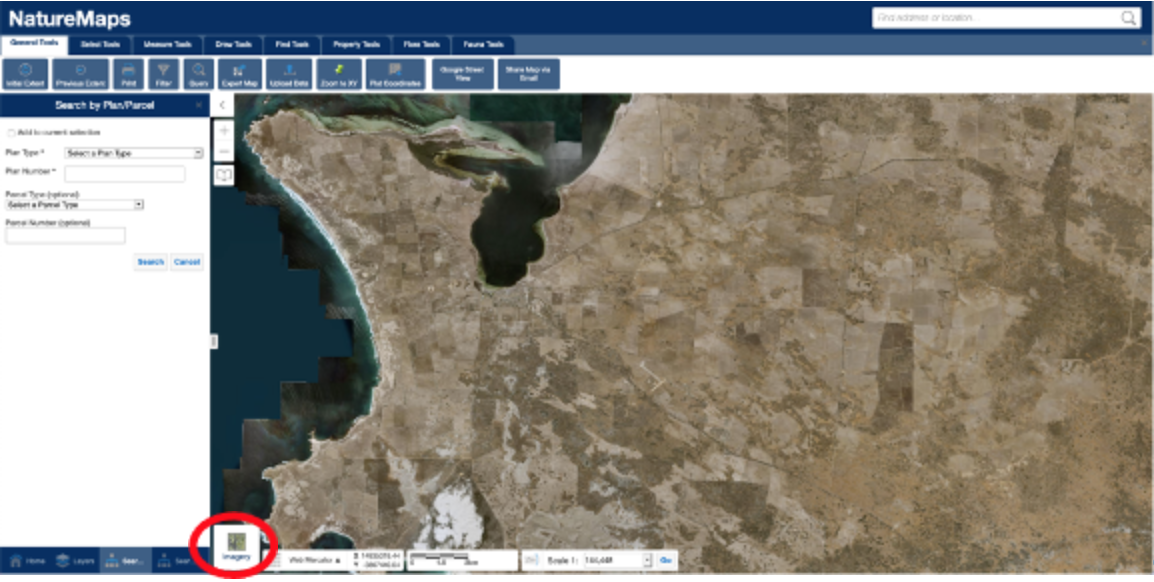 NatureMaps
Find address or location...
General Tools Select Tools Measure Tools Draw Tools Find Tools Property Tools Flora Tools Fauna Tools
Initial Extent Previous Extent Print Filter Query Export Map Upload Data Zoom to XY Plot Coordinates Google Street View Share Map via Email
Search by Plan/Parcel
Add to current selection
Plan Type * Select a Plan Type
Plan Number *
Parcel Type (optional)
Select a Parcel Type
Parcel Number (optional)
Search Cancel
Imagery
Home Layers Sear... Sear...
Web Mercator
Scale 1: Go